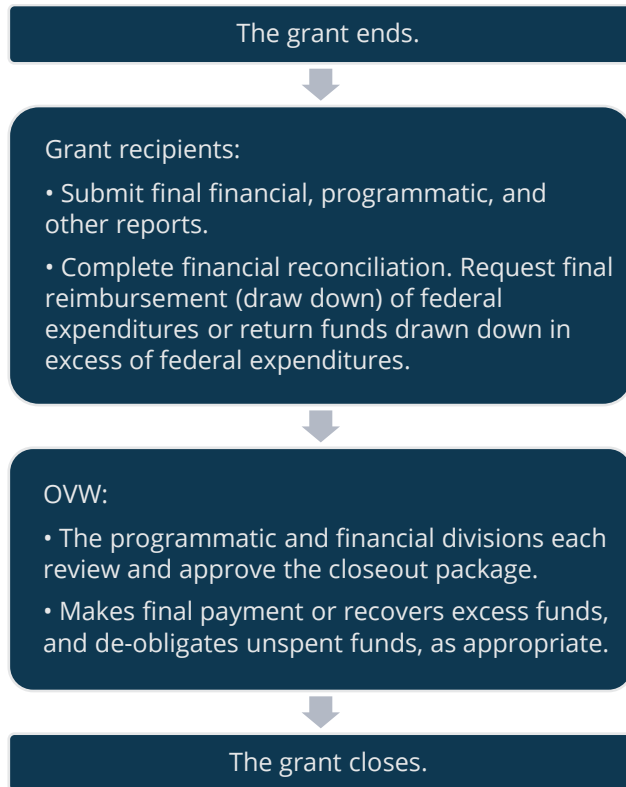 The grant ends.
Grant recipients:
• Submit final financial, programmatic, and
other reports.
• Complete financial reconciliation. Request final
reimbursement (draw down) of federal
expenditures or return funds drawn down in
excess of federal expenditures.
OVW:
• The programmatic and financial divisions each
review and approve the closeout package.
• Makes final payment or recovers excess funds,
and de-obligates unspent funds, as appropriate.
The grant closes.